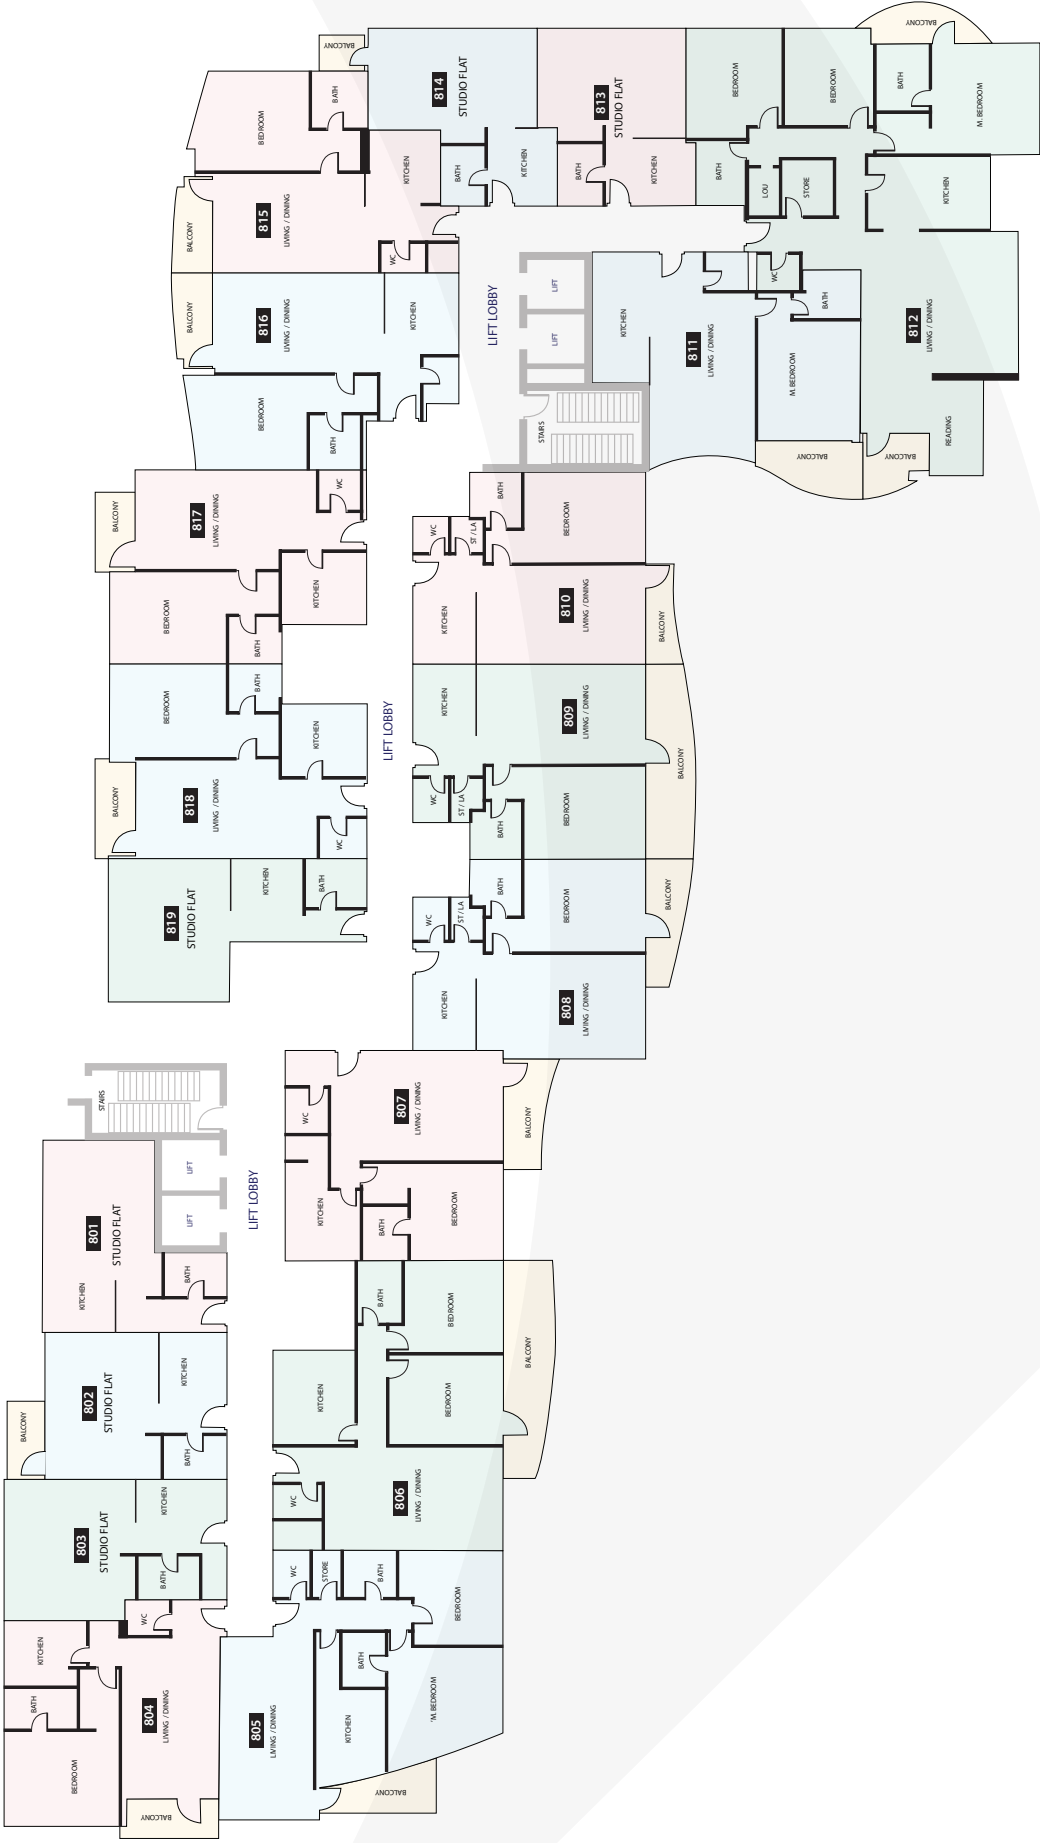 BALCONY
BALCONY
814
STUDIO FLAT
813
STUDIO FLAT
BEDROOM
BEDROOM
BATH
M. BEDROOM
BATH
BEDROOM
KITCHEN
BATH
KITCHEN
BATH
KITCHEN
BATH
LOU
STORE
KITCHEN
815
LIVING / DINING
BALCONY
WC
LIFT LOBBY
LIFT
LIFT
STAIRS
WC
BATH
KITCHEN
811
LIVING / DINING
M. BEDROOM
812
LIVING / DINING
READING
BALCONY
BALCONY
BALCONY
816
LIVING / DINING
KITCHEN
BEDROOM
BATH
WC
817
LIVING / DINING
BALCONY
KITCHEN
BEDROOM
BATH
BATH
BEDROOM
WC
ST / LA
KITCHEN
810
LIVING / DINING
BALCONY
BATH
BEDROOM
KITCHEN
LIFT LOBBY
KITCHEN
809
LIVING / DINING
BALCONY
BALCONY
818
LIVING / DINING
WC
WC
ST / LA
BATH
BEDROOM
819
STUDIO FLAT
KITCHEN
BATH
WC
ST / LA
BATH
BEDROOM
BALCONY
KITCHEN
808
LIVING / DINING
STAIRS
LIFT
LIFT
LIFT LOBBY
WC
807
LIVING / DINING
BALCONY
KITCHEN
BATH
BEDROOM
801
STUDIO FLAT
KITCHEN
BATH
BATH
BEDROOM
BALCONY
KITCHEN
BEDROOM
802
STUDIO FLAT
KITCHEN
BALCONY
BATH
WC
806
LIVING / DINING
803
STUDIO FLAT
KITCHEN
BATH
WC
STORE
BATH
BEDROOM
WC
KITCHEN
BATH
804
LIVING / DINING
BEDROOM
BALCONY
805
LIVING / DINING
BATH
KITCHEN
'M. BEDROOM
BALCONY